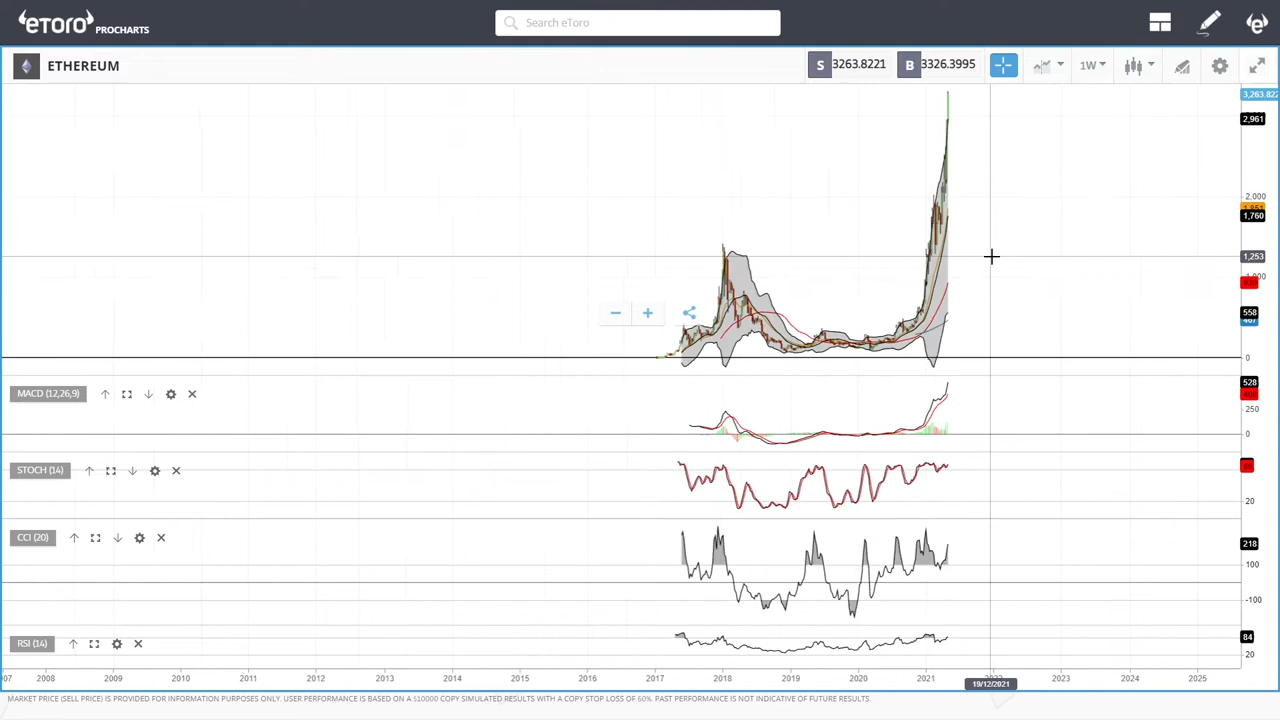 eToro PROCHARTS
Search eToro
ETHEREUM
S 3263.8221 B 3326.3995
1W
3,263.822
2,961
2,000
1,760
1,253
1,000
558
0
MACD (12,26,9)
528
250
0
STOCH (14)
20
CCI (20)
218
100
-100
RSI (14)
84
20
2008 2009 2010 2011 2012 2013 2014 2015 2016 2017 2018 2019 2020 2021 2023 2024 2025
19/12/2021
MARKET PRICE (SELL PRICE) IS PROVIDED FOR INFORMATION PURPOSES ONLY. USER PERFORMANCE IS BASED ON A $10000 COPY SIMULATED RESULTS WITH A COPY STOP LOSS OF 60%. PAST PERFORMANCE IS NOT INDICATIVE OF FUTURE RESULTS.